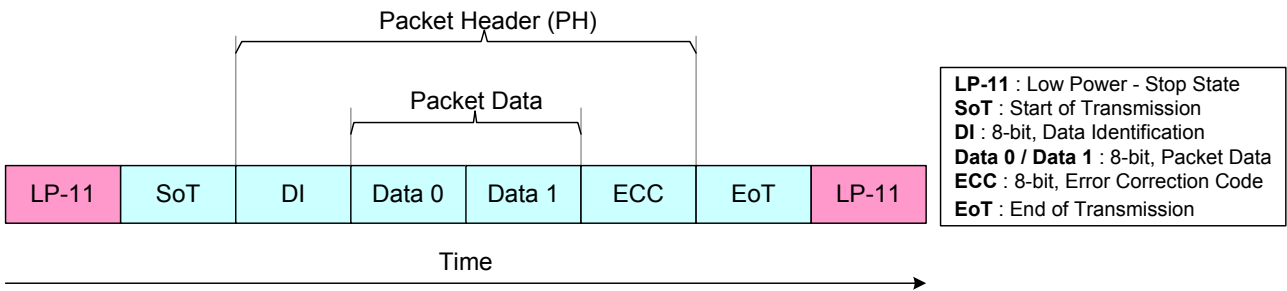 Packet Header (PH)
Packet Data
LP-11 SoT DI Data 0 Data 1 ECC EoT LP-11
Time
LP-11 : Low Power - Stop State
SoT : Start of Transmission
DI : 8-bit, Data Identification
Data 0 / Data 1 : 8-bit, Packet Data
ECC : 8-bit, Error Correction Code
EoT : End of Transmission